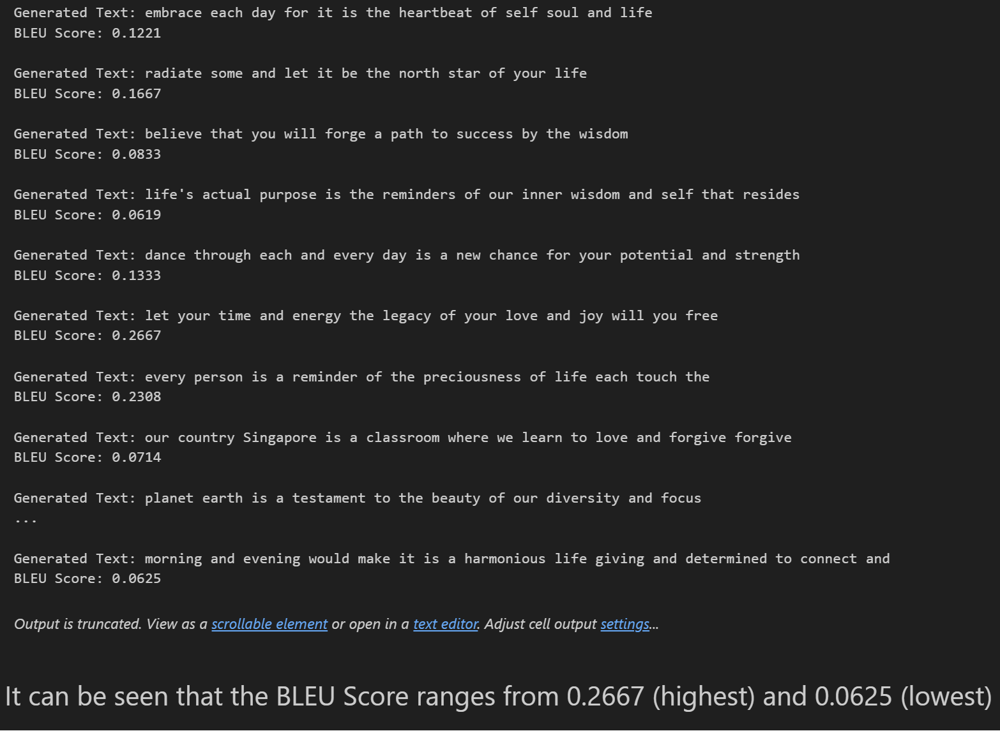 Generated Text: embrace each day for it is the heartbeat of self soul and life
BLEU Score: 0.1221
Generated Text: radiate some and let it be the north star of your life
BLEU Score: 0.1667
Generated Text: believe that you will forge a path to success by the wisdom
BLEU Score: 0.0833
Generated Text: life's actual purpose is the reminders of our inner wisdom and self that resides
BLEU Score: 0.0619
Generated Text: dance through each and every day is a new chance for your potential and strength
BLEU Score: 0.1333
Generated Text: let your time and energy the legacy of your love and joy will you free
BLEU Score: 0.2667
Generated Text: every person is a reminder of the preciousness of life each touch the
BLEU Score: 0.2308
Generated Text: our country Singapore is a classroom where we learn to love and forgive forgive
BLEU Score: 0.0714
Generated Text: planet earth is a testament to the beauty of our diversity and focus
...
Generated Text: morning and evening would make it is a harmonious life giving and determined to connect and
BLEU Score: 0.0625
Output is truncated. View as a scrollable element or open in a text editor. Adjust cell output settings...
It can be seen that the BLEU Score ranges from 0.2667 (highest) and 0.0625 (lowest)